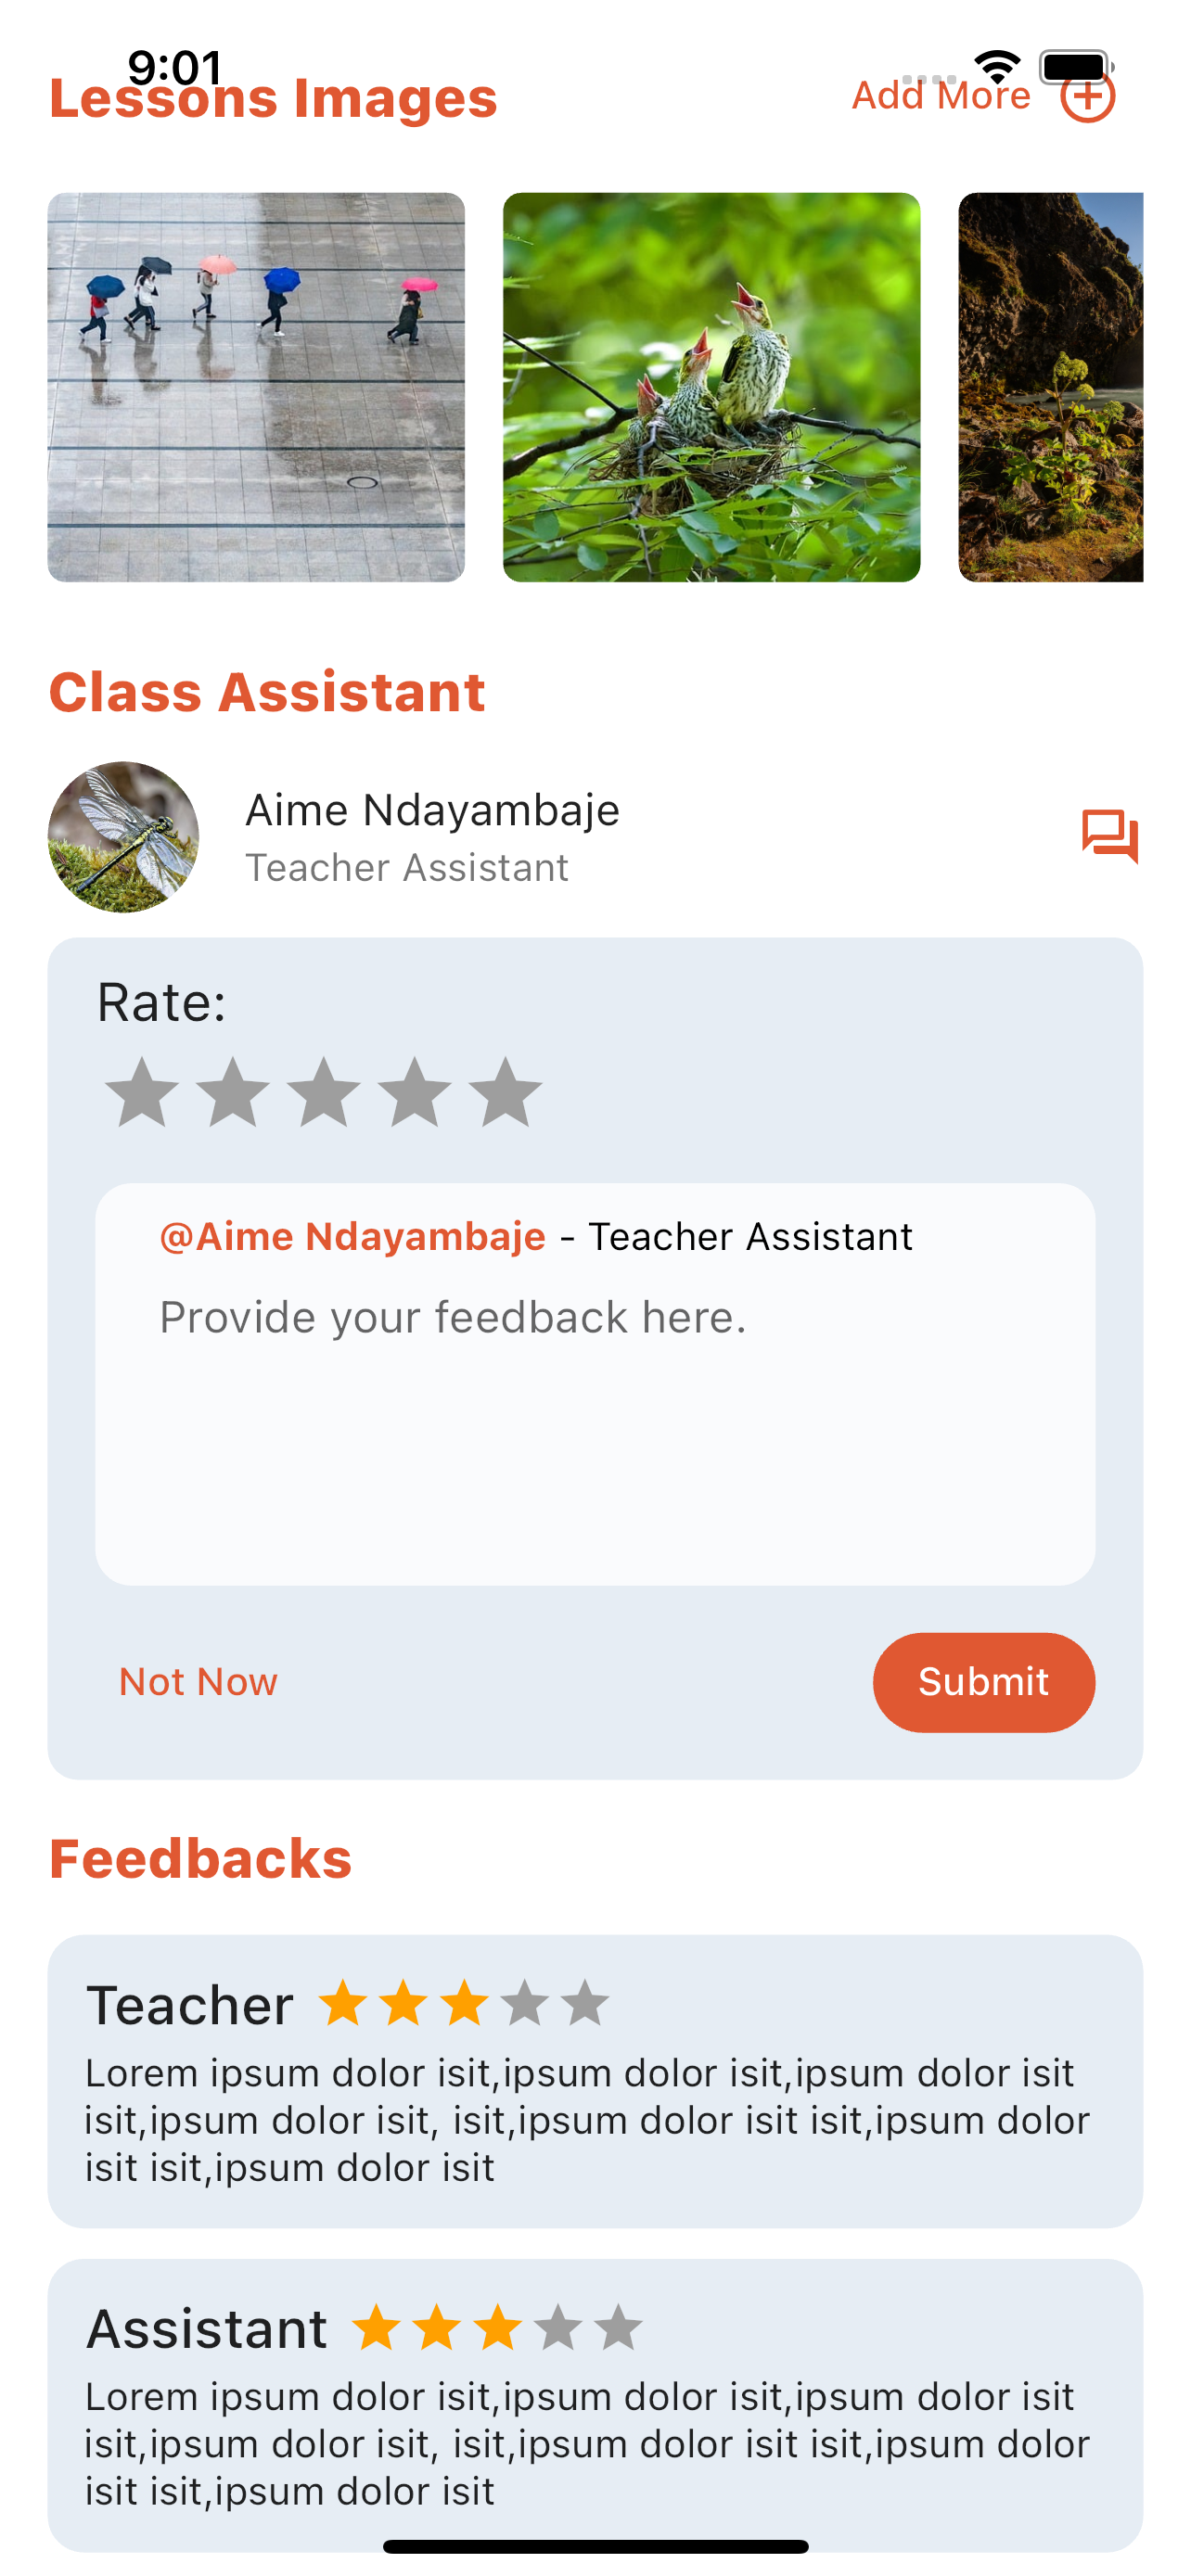 9:01
Lessons Images
Add More
Class Assistant
Aime Ndayambaje
Teacher Assistant
Rate:
@Aime Ndayambaje - Teacher Assistant
Provide your feedback here.
Not Now
Submit
Feedbacks
Teacher
Lorem ipsum dolor isit,ipsum dolor isit,ipsum dolor isit
isit,ipsum dolor isit, isit,ipsum dolor isit isit,ipsum dolor
isit isit,ipsum dolor isit
Assistant
Lorem ipsum dolor isit,ipsum dolor isit,ipsum dolor isit
isit,ipsum dolor isit, isit,ipsum dolor isit isit,ipsum dolor
isit isit,ipsum dolor isit